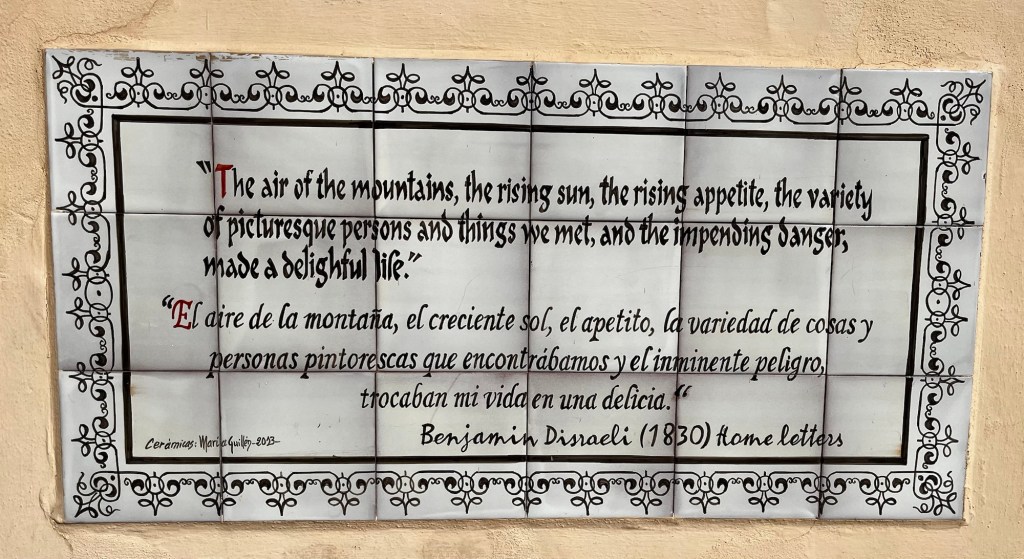 "The air of the mountains, the rising sun, the rising appetite, the variety
of picturesque persons and things we met, and the impending danger,
made a delighful life."
"El aire de la montaña, el creciente sol, el apetito, la variedad de cosas y
personas pintorescas que encontrábamos y el inminente peligro,
trocaban mi vida en una delicia."
Benjamin Disraeli (1830) Home letters
Cerámicas: Marisa Guillén-2013-